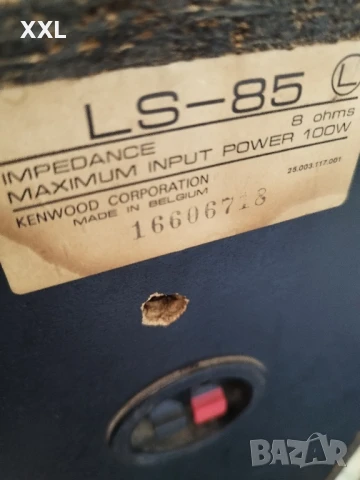 XXL
LS-85 L
IMPEDANCE 8 ohms
MAXIMUM INPUT POWER 100W
KENWOOD CORPORATION 25.003.117.001
MADE IN BELGIUM
16606718
BAZAR